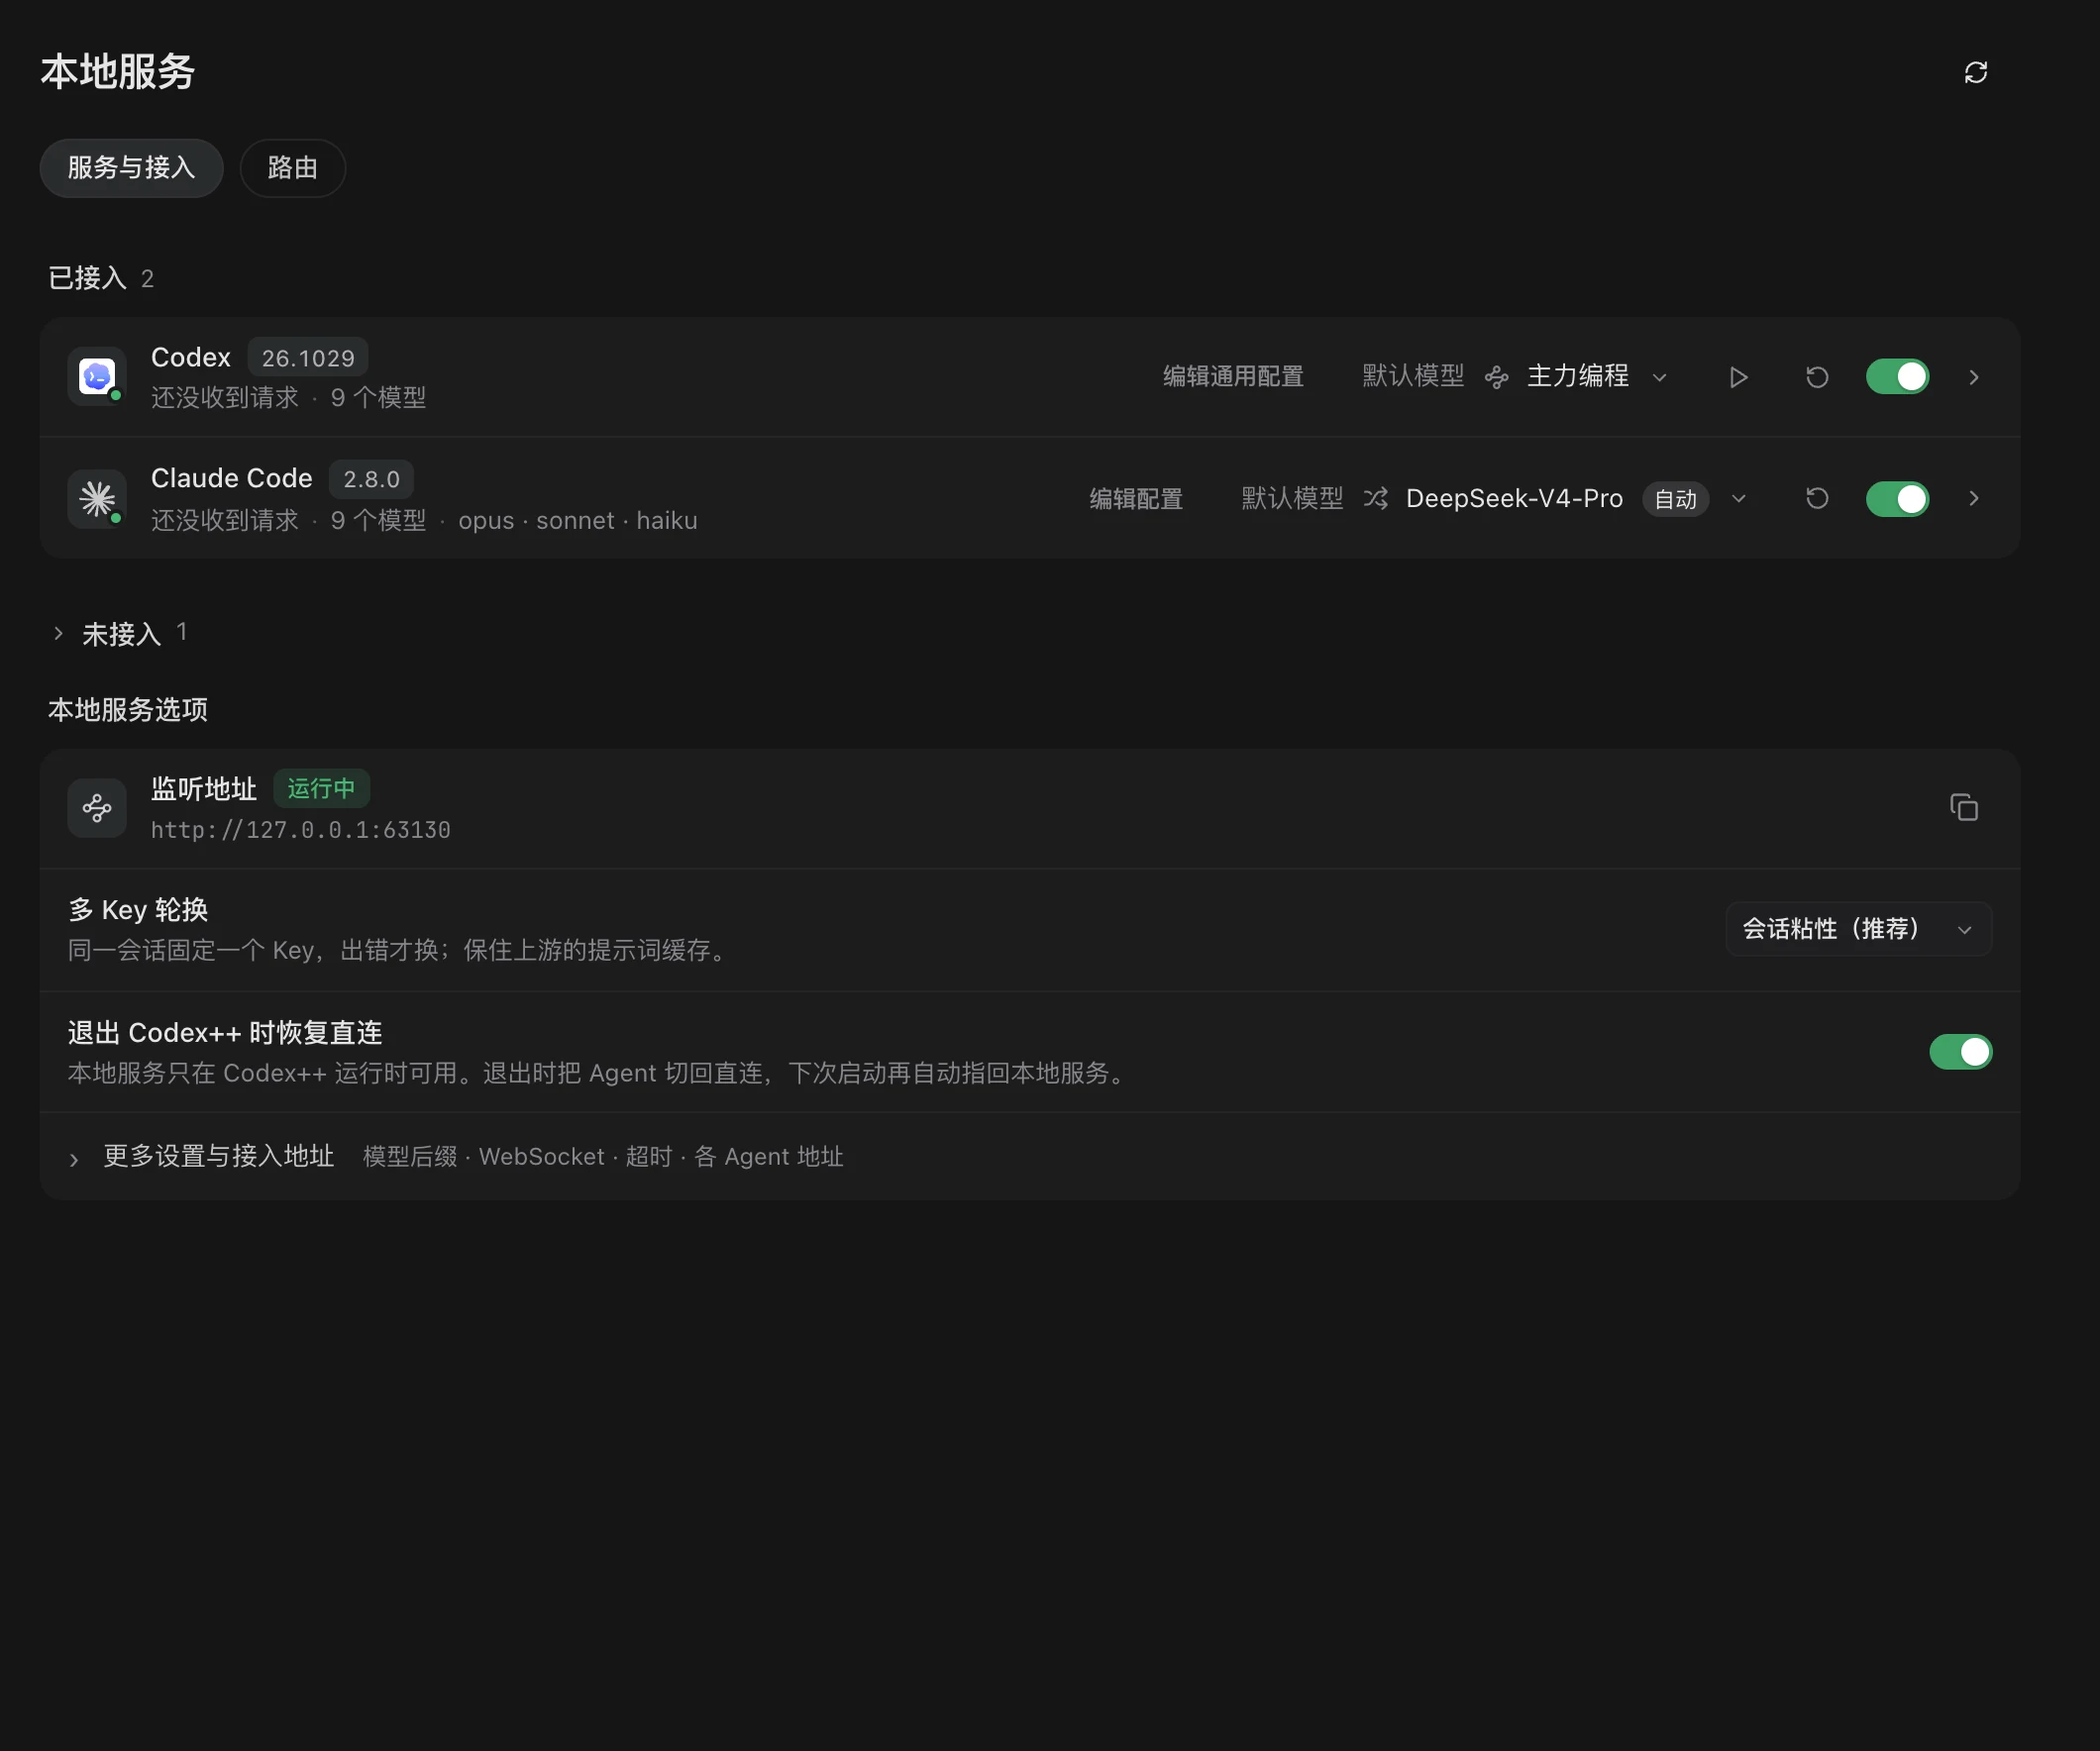 本地服务
服务与接入
路由
已接入 2
Codex 26.1029
还没收到请求 · 9 个模型
编辑通用配置
默认模型 主力编程
Claude Code 2.8.0
还没收到请求 · 9 个模型 · opus · sonnet · haiku
编辑配置
默认模型 DeepSeek-V4-Pro 自动
未接入 1
本地服务选项
监听地址 运行中
http://127.0.0.1:63130
多 Key 轮换
同一会话固定一个 Key，出错才换；保住上游的提示词缓存。
会话粘性（推荐）
退出 Codex++ 时恢复直连
本地服务只在 Codex++ 运行时可用。退出时把 Agent 切回直连，下次启动再自动指回本地服务。
更多设置与接入地址 模型后缀 · WebSocket · 超时 · 各 Agent 地址